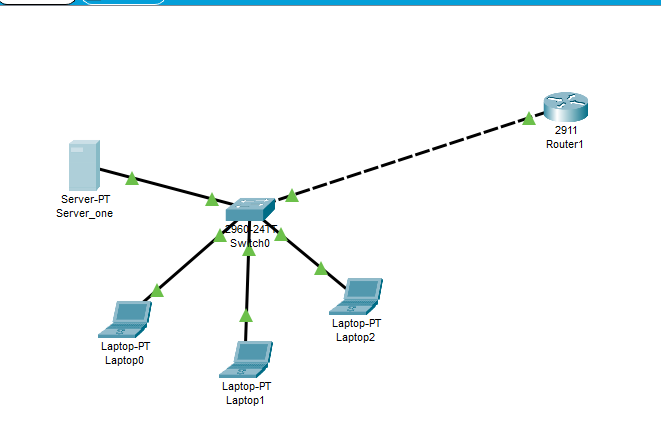 2911
Router1
Server-PT
Server_one
2960-24TT
Switch0
Laptop-PT
Laptop2
Laptop-PT
Laptop0
Laptop-PT
Laptop1